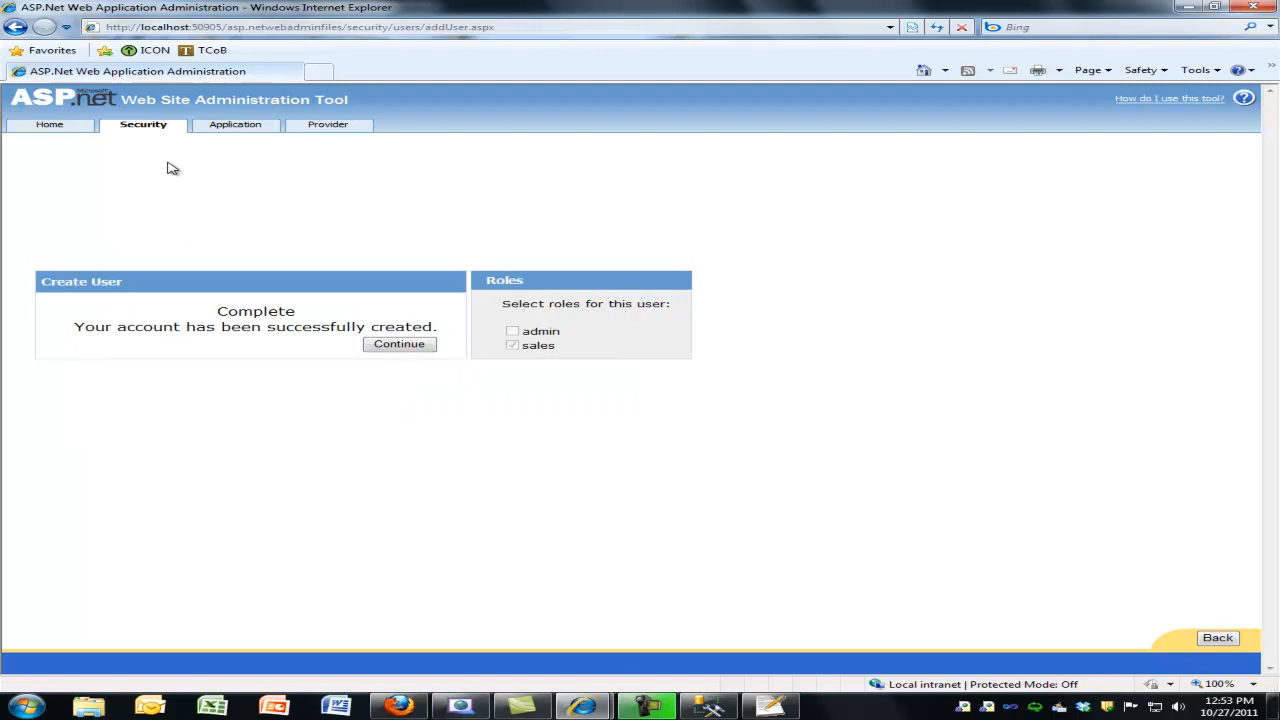 ASP.Net Web Application Administration - Windows Internet Explorer
http://localhost:50905/asp.netwebadminfiles/security/users/addUser.aspx
Bing
Favorites
ICON
TCoB
ASP.Net Web Application Administration
Page
Safety
Tools
Microsoft
ASP.net Web Site Administration Tool
How do I use this tool?
Home
Security
Application
Provider
Create User
Complete
Your account has been successfully created.
Continue
Roles
Select roles for this user:
admin
sales
Back
Local intranet | Protected Mode: Off
100%
12:53 PM
10/27/2011